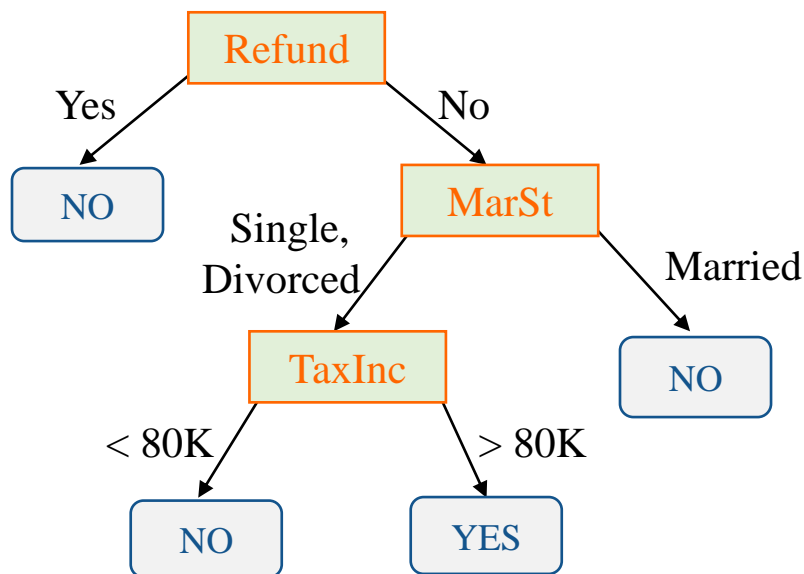 Refund
Yes
No
NO
MarSt
Single,
Divorced
Married
TaxInc
NO
< 80K
> 80K
NO
YES